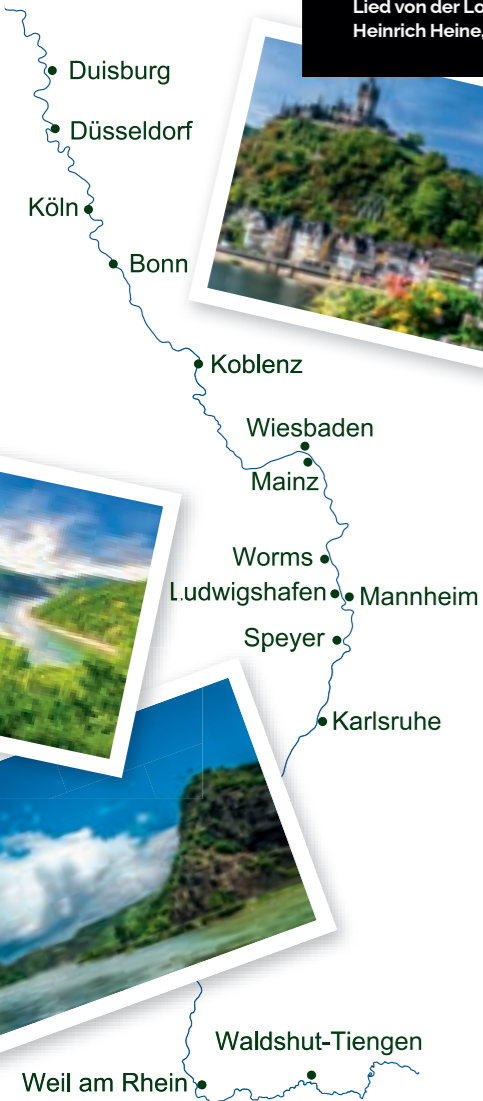 Lied von der Lo
Heinrich Heine,
Duisburg
Düsseldorf
Köln
Bonn
Koblenz
Wiesbaden
Mainz
Worms
Ludwigshafen
Mannheim
Speyer
Karlsruhe
Waldshut-Tiengen
Weil am Rhein